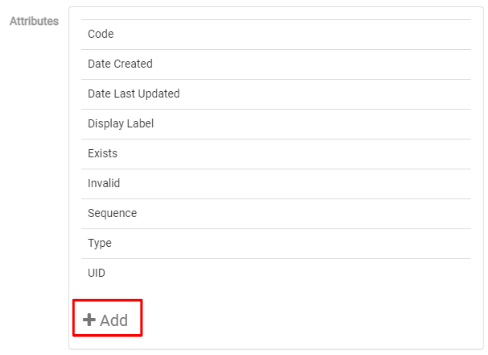 Attributes
Code
Date Created
Date Last Updated
Display Label
Exists
Invalid
Sequence
Type
UID
+ Add